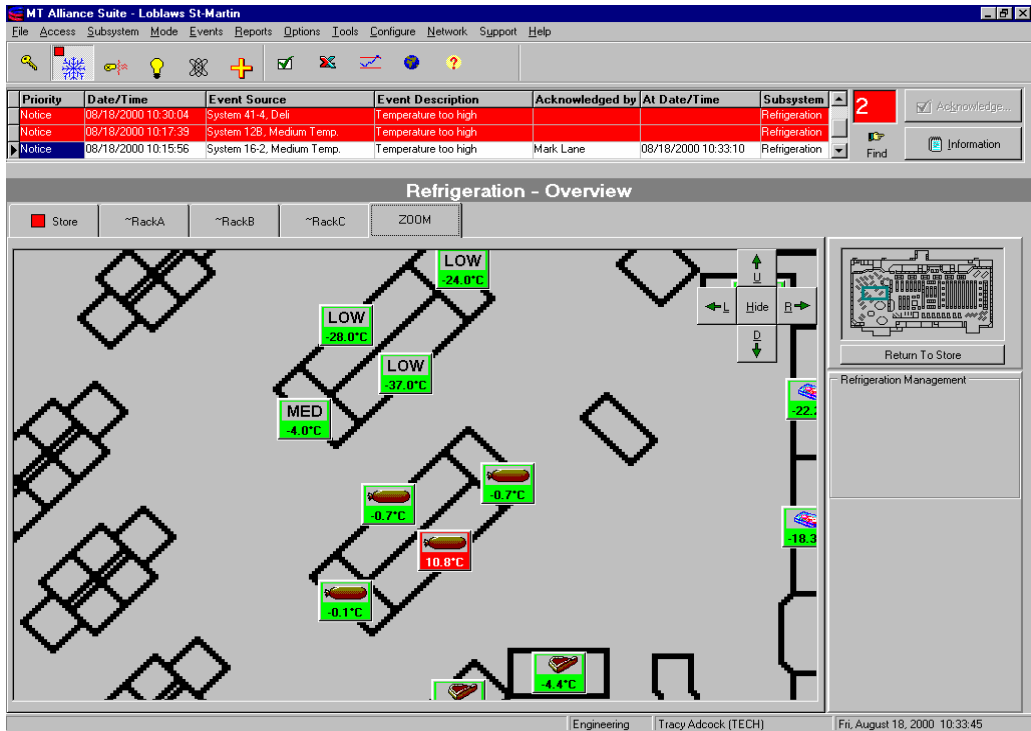 MT Alliance Suite - Loblaws St-Martin
File Access Subsystem Mode Events Reports Options Tools Configure Network Support Help
Priority Date/Time Event Source Event Description Acknowledged by At Date/Time Subsystem
Notice 08/18/2000 10:30:04 System 41-4, Deli Temperature too high Refrigeration
Notice 08/18/2000 10:17:39 System 12B, Medium Temp. Temperature too high Refrigeration
Notice 08/18/2000 10:15:56 System 16-2, Medium Temp. Temperature too high Mark Lane 08/18/2000 10:33:10 Refrigeration
2
Acknowledge...
Find
Information
Refrigeration - Overview
Store ~RackA ~RackB ~RackC ZOOM
LOW
-24.0°C
LOW
-28.0°C
LOW
-37.0°C
MED
-4.0°C
U
L Hide R
D
Return To Store
Refrigeration Management
-22.2
-0.7°C
-0.7°C
-18.3
10.8°C
-0.1°C
-4.4°C
Engineering Tracy Adcock (TECH) Fri, August 18, 2000 10:33:45